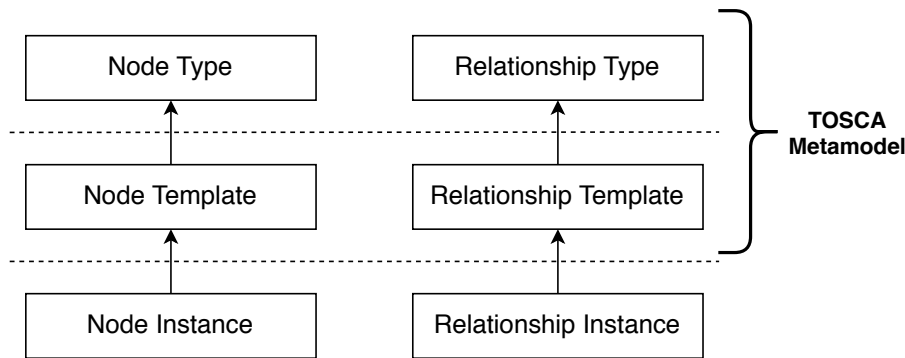 Node Type
Relationship Type
TOSCA
Metamodel
Node Template
Relationship Template
Node Instance
Relationship Instance